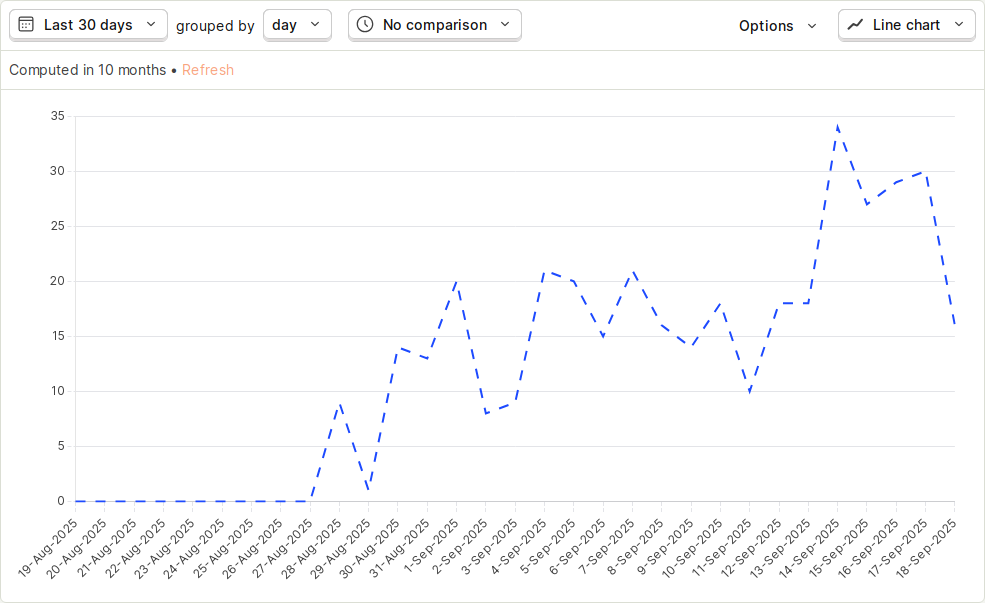 Last 30 days grouped by day No comparison Options Line chart
Computed in 10 months • Refresh
35
30
25
20
15
10
5
0
19-Aug-2025
20-Aug-2025
21-Aug-2025
22-Aug-2025
23-Aug-2025
24-Aug-2025
25-Aug-2025
26-Aug-2025
27-Aug-2025
28-Aug-2025
29-Aug-2025
30-Aug-2025
31-Aug-2025
1-Sep-2025
2-Sep-2025
3-Sep-2025
4-Sep-2025
5-Sep-2025
6-Sep-2025
7-Sep-2025
8-Sep-2025
9-Sep-2025
10-Sep-2025
11-Sep-2025
12-Sep-2025
13-Sep-2025
14-Sep-2025
15-Sep-2025
16-Sep-2025
17-Sep-2025
18-Sep-2025